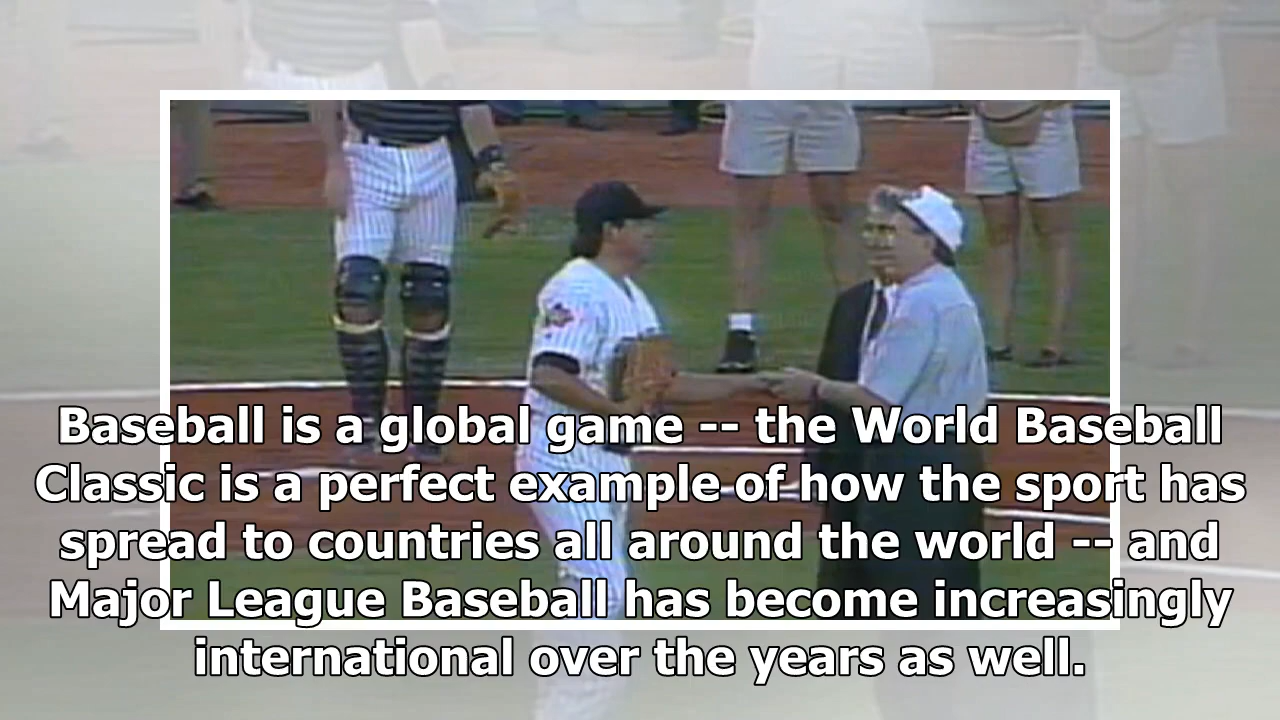 Baseball is a global game -- the World Baseball
Classic is a perfect example of how the sport has
spread to countries all around the world -- and
Major League Baseball has become increasingly
international over the years as well.